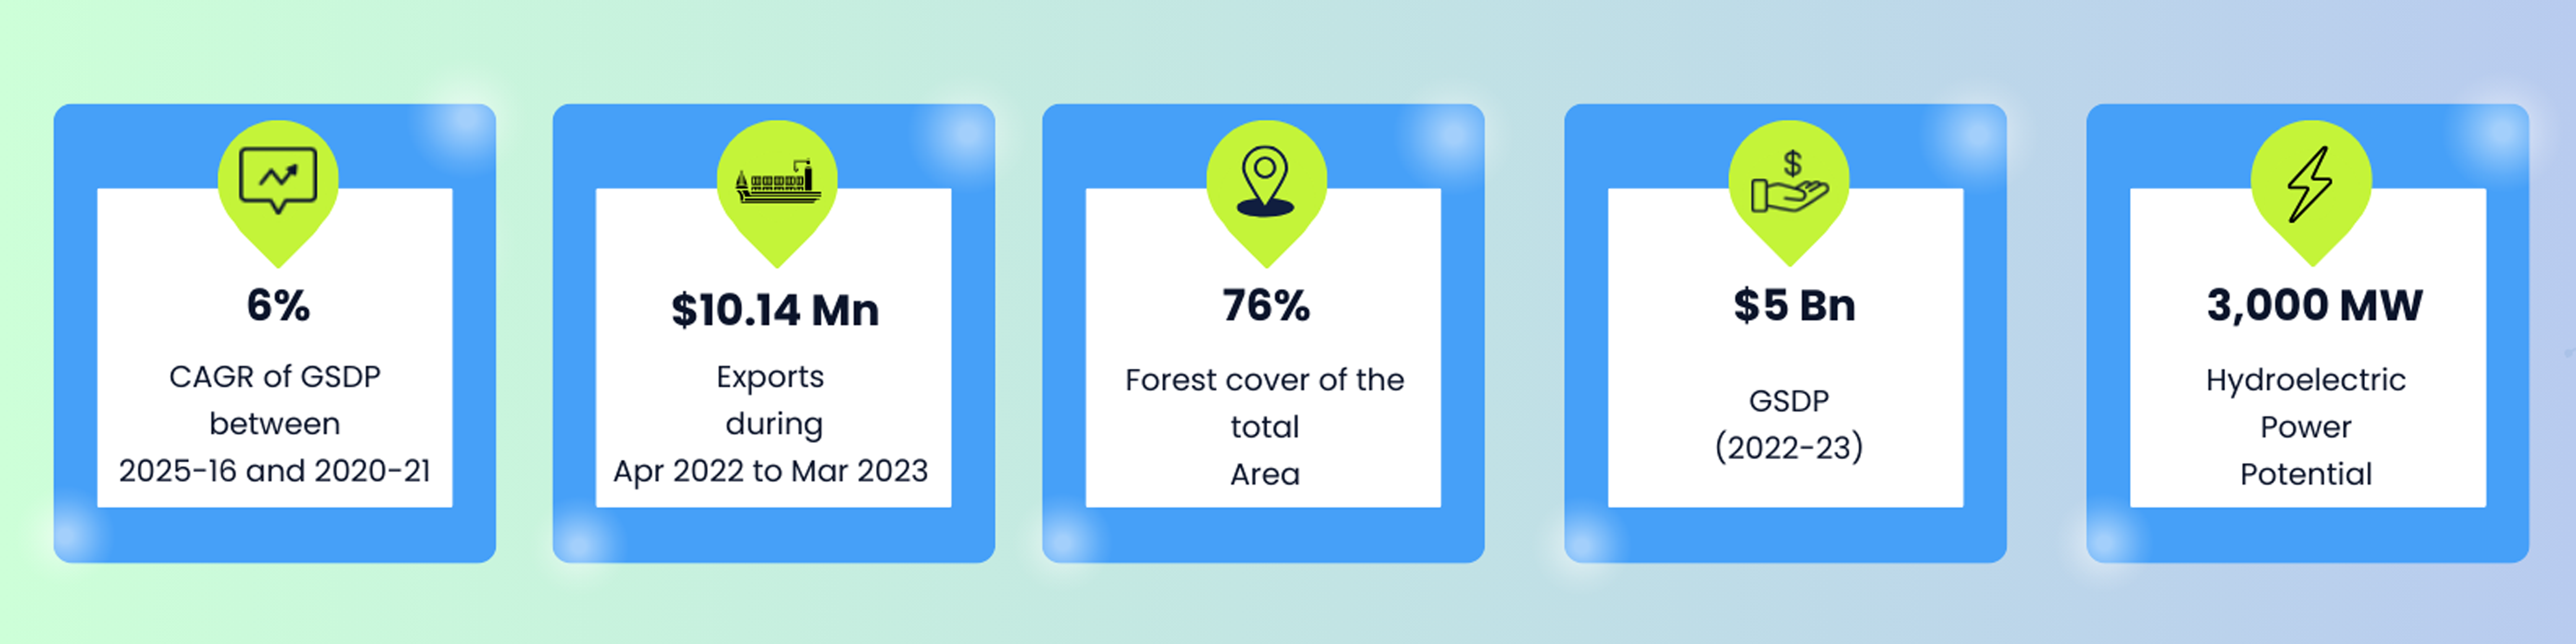 6%
CAGR of GSDP
between
2025-16 and 2020-21
$10.14 Mn
Exports
during
Apr 2022 to Mar 2023
76%
Forest cover of the
total
Area
$
$5 Bn
GSDP
(2022-23)
3,000 MW
Hydroelectric
Power
Potential